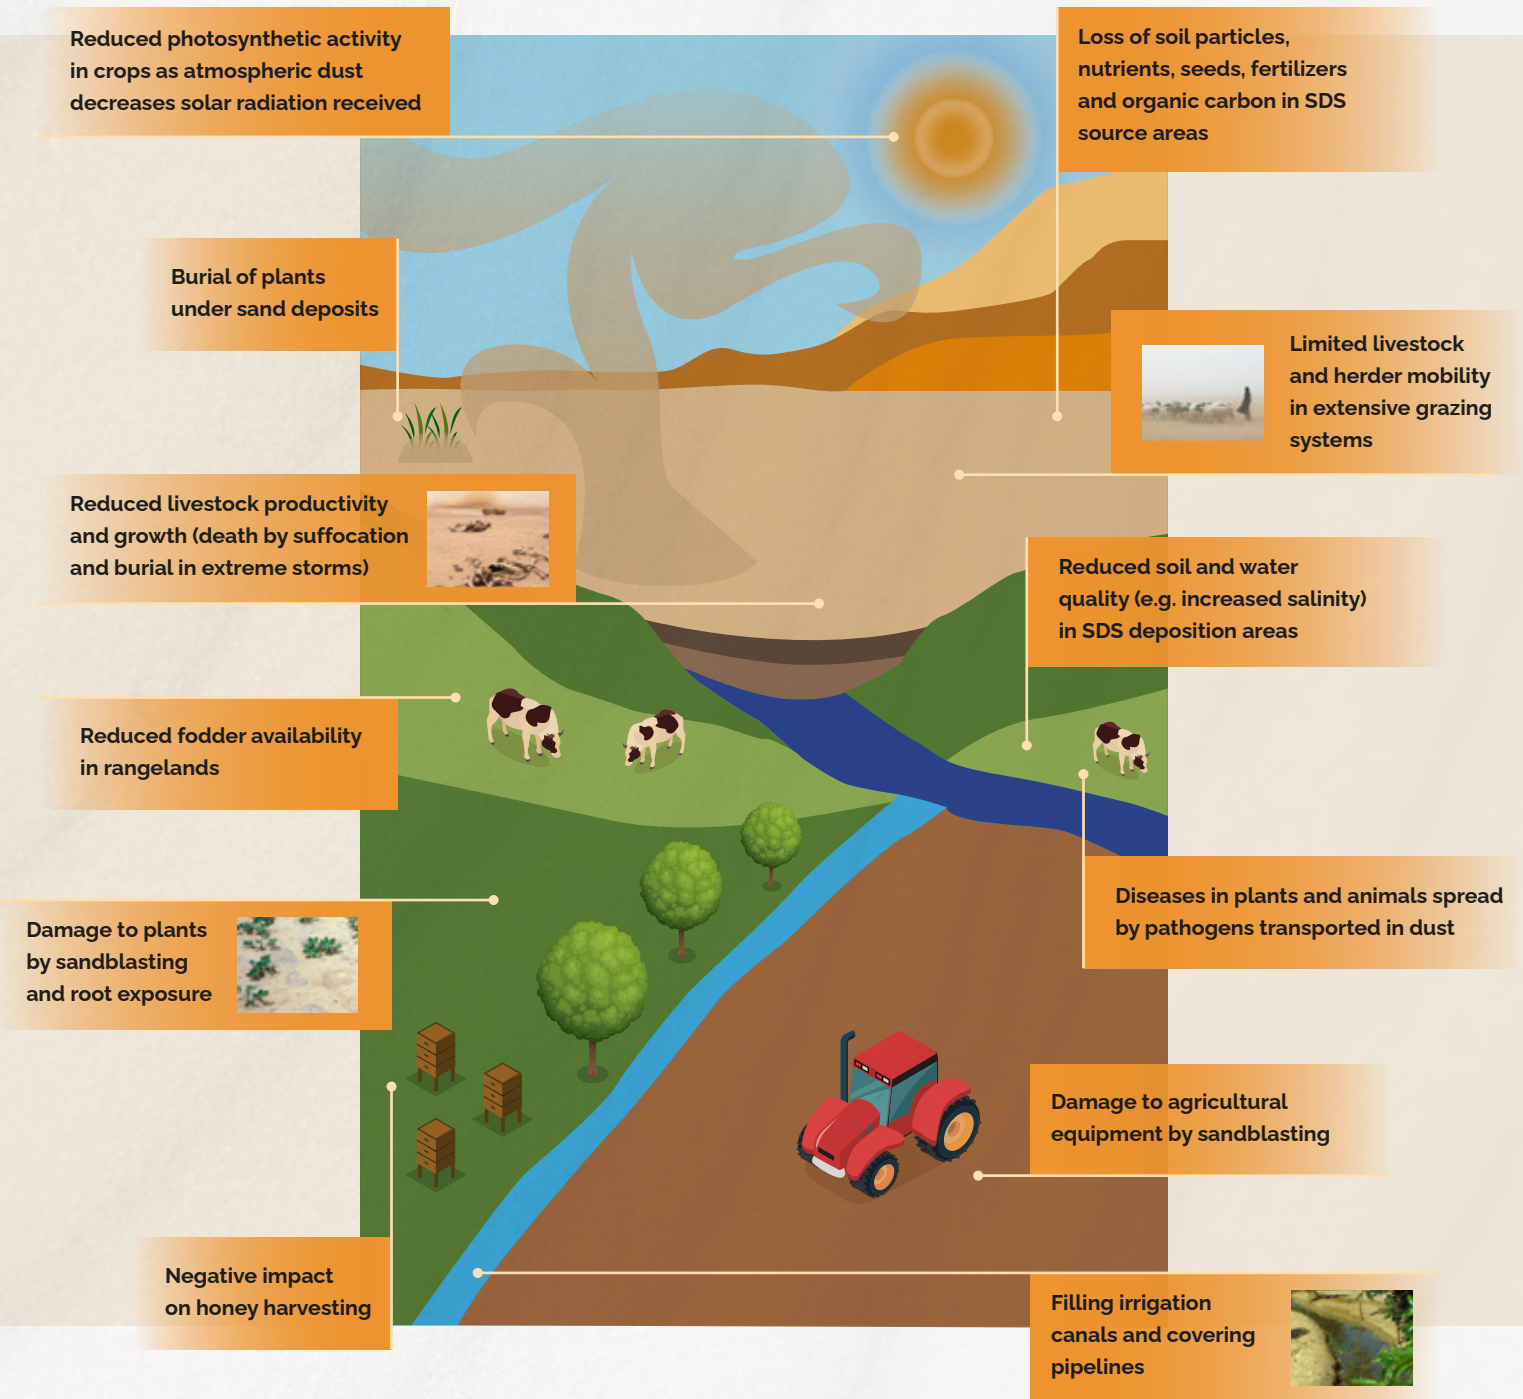 Reduced photosynthetic activity
in crops as atmospheric dust
decreases solar radiation received
Loss of soil particles,
nutrients, seeds, fertilizers
and organic carbon in SDS
source areas
Burial of plants
under sand deposits
Limited livestock
and herder mobility
in extensive grazing
systems
Reduced livestock productivity
and growth (death by suffocation
and burial in extreme storms)
Reduced soil and water
quality (e.g. increased salinity)
in SDS deposition areas
Reduced fodder availability
in rangelands
Diseases in plants and animals spread
by pathogens transported in dust
Damage to plants
by sandblasting
and root exposure
Damage to agricultural
equipment by sandblasting
Negative impact
on honey harvesting
Filling irrigation
canals and covering
pipelines